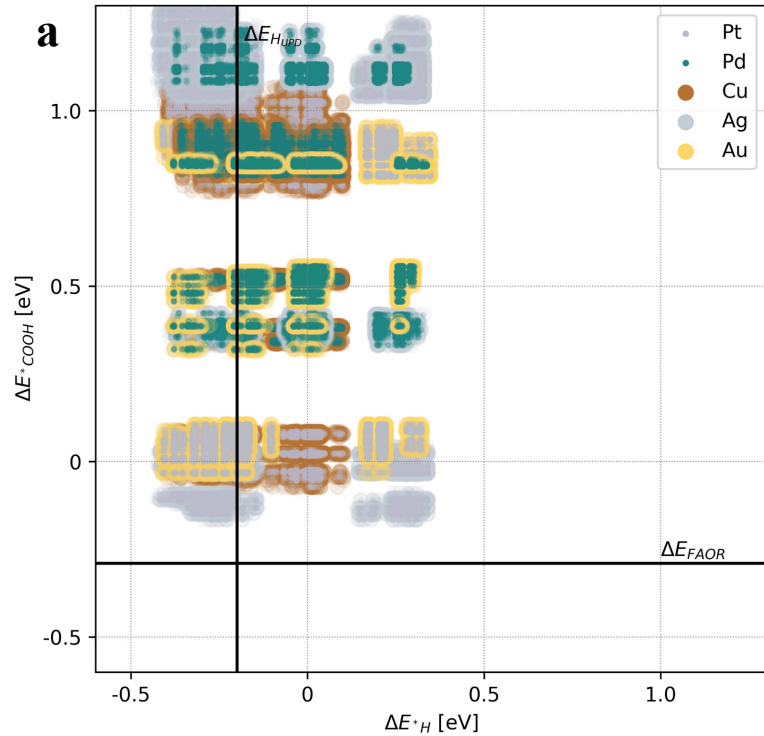 a
ΔE_{H_{UPD}}
Pt
Pd
Cu
Ag
Au
1.0
0.5
0
-0.5
ΔE_{*COOH} [eV]
ΔE_{FAOR}
-0.5
0
0.5
1.0
ΔE_{*H} [eV]